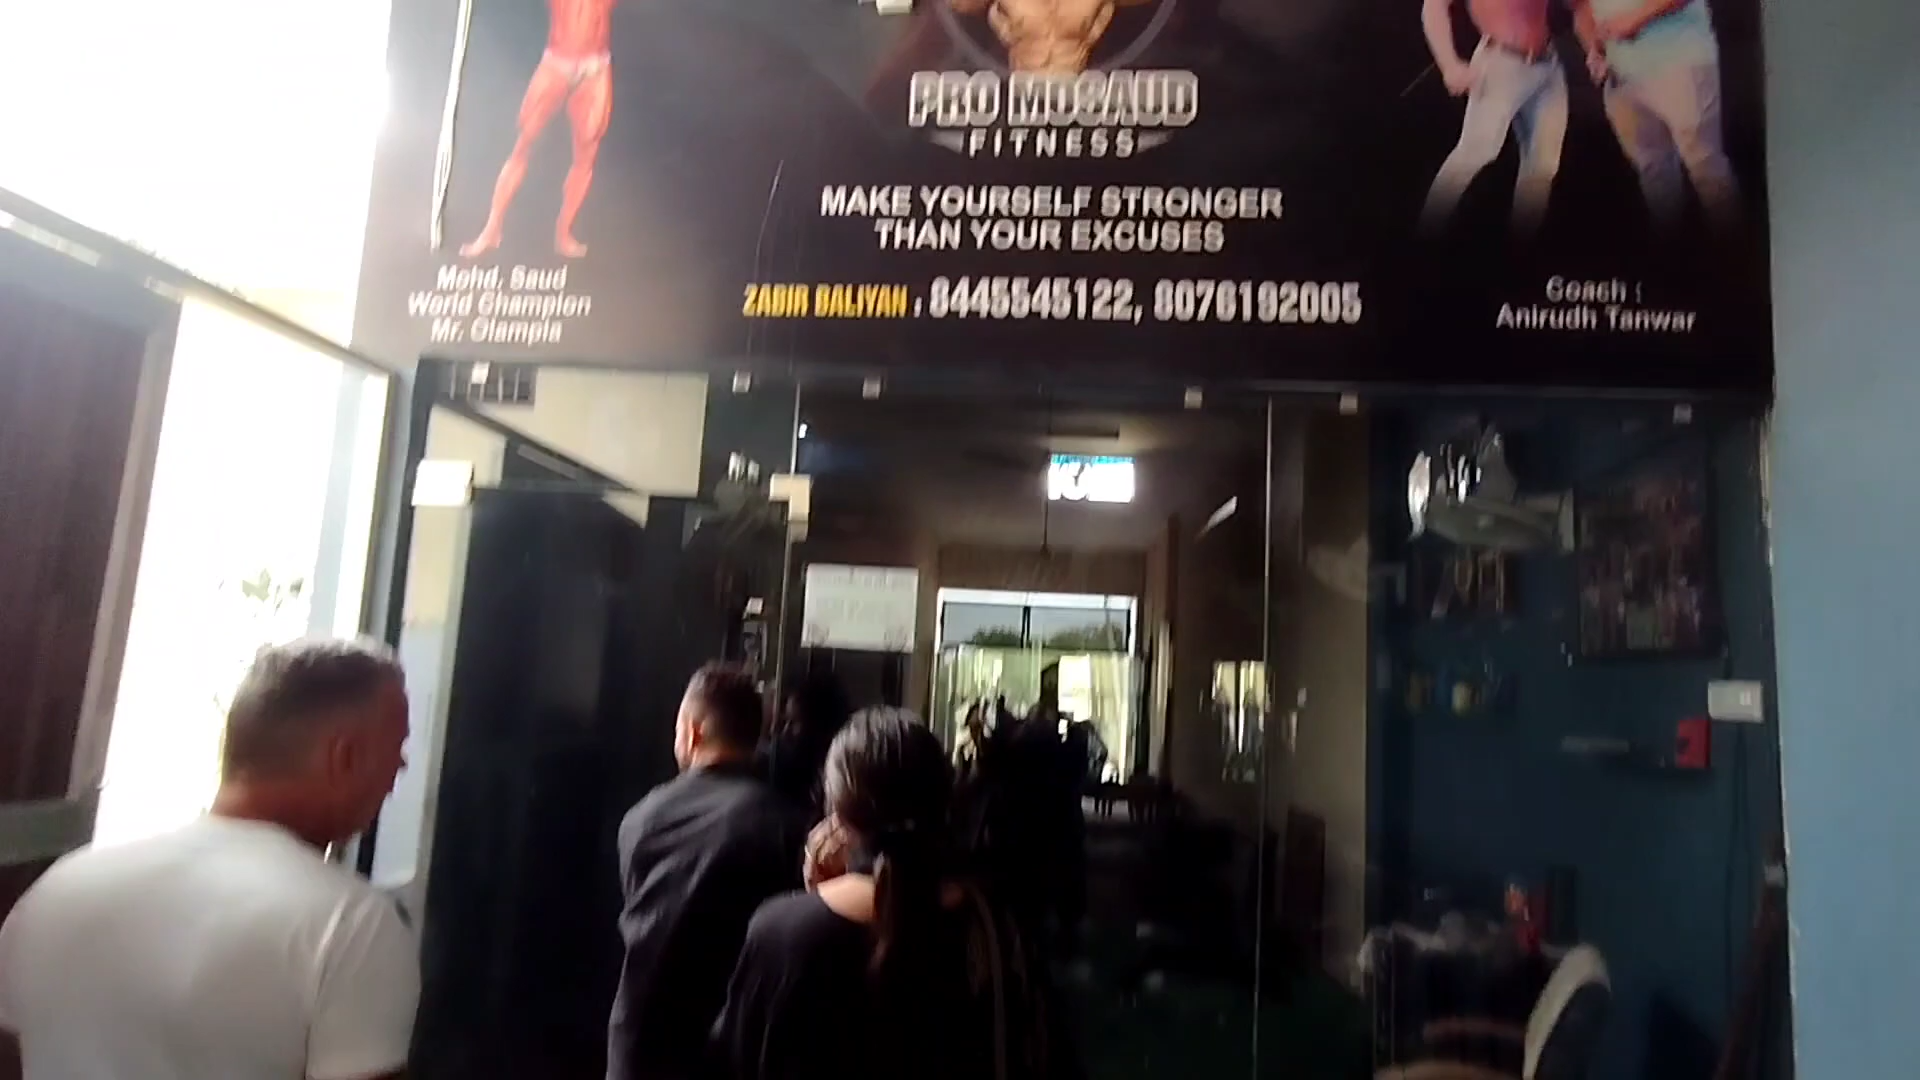 PRO MOSAUD
FITNESS
MAKE YOURSELF STRONGER
THAN YOUR EXCUSES
ZABIR BALIYAN : 8445545122, 8076192005
Mohd. Saud
World Champion
Mr. Olampia
Coach :
Anirudh Tanwar